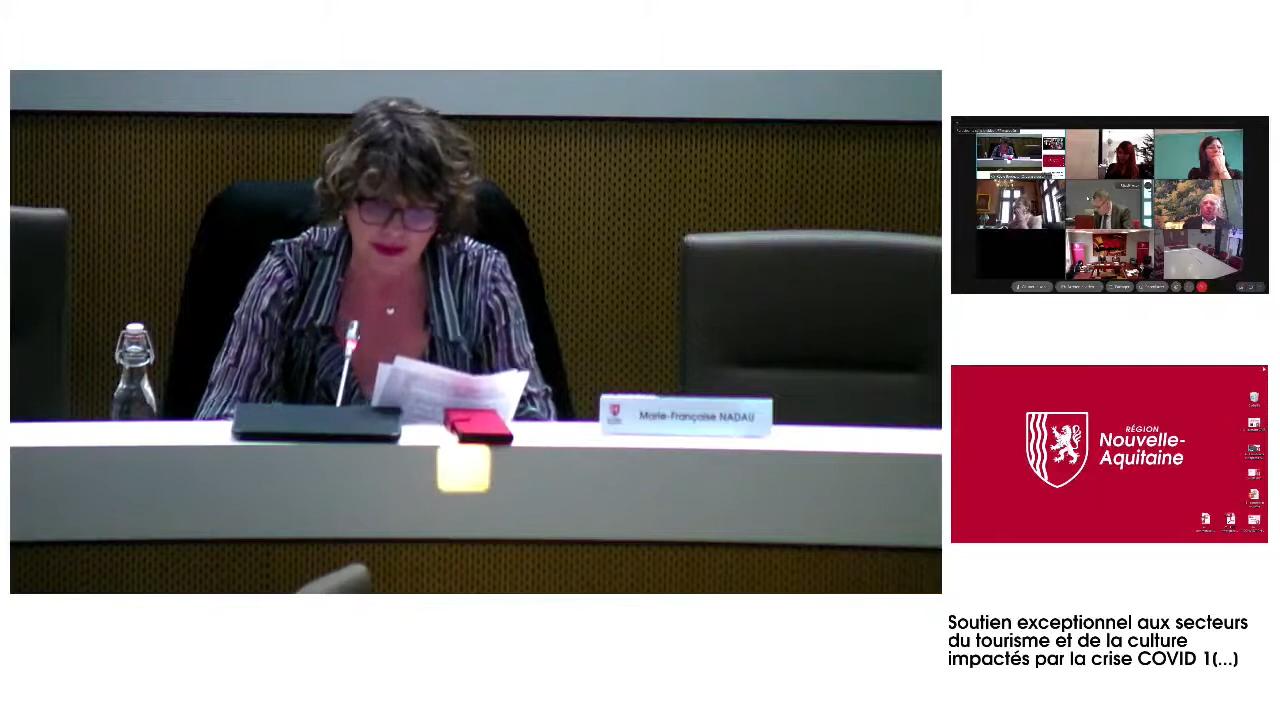 Marie-Françoise NADAU
RÉGION
Nouvelle-
Aquitaine
Soutien exceptionnel aux secteurs
du tourisme et de la culture
impactés par la crise COVID 1(...)